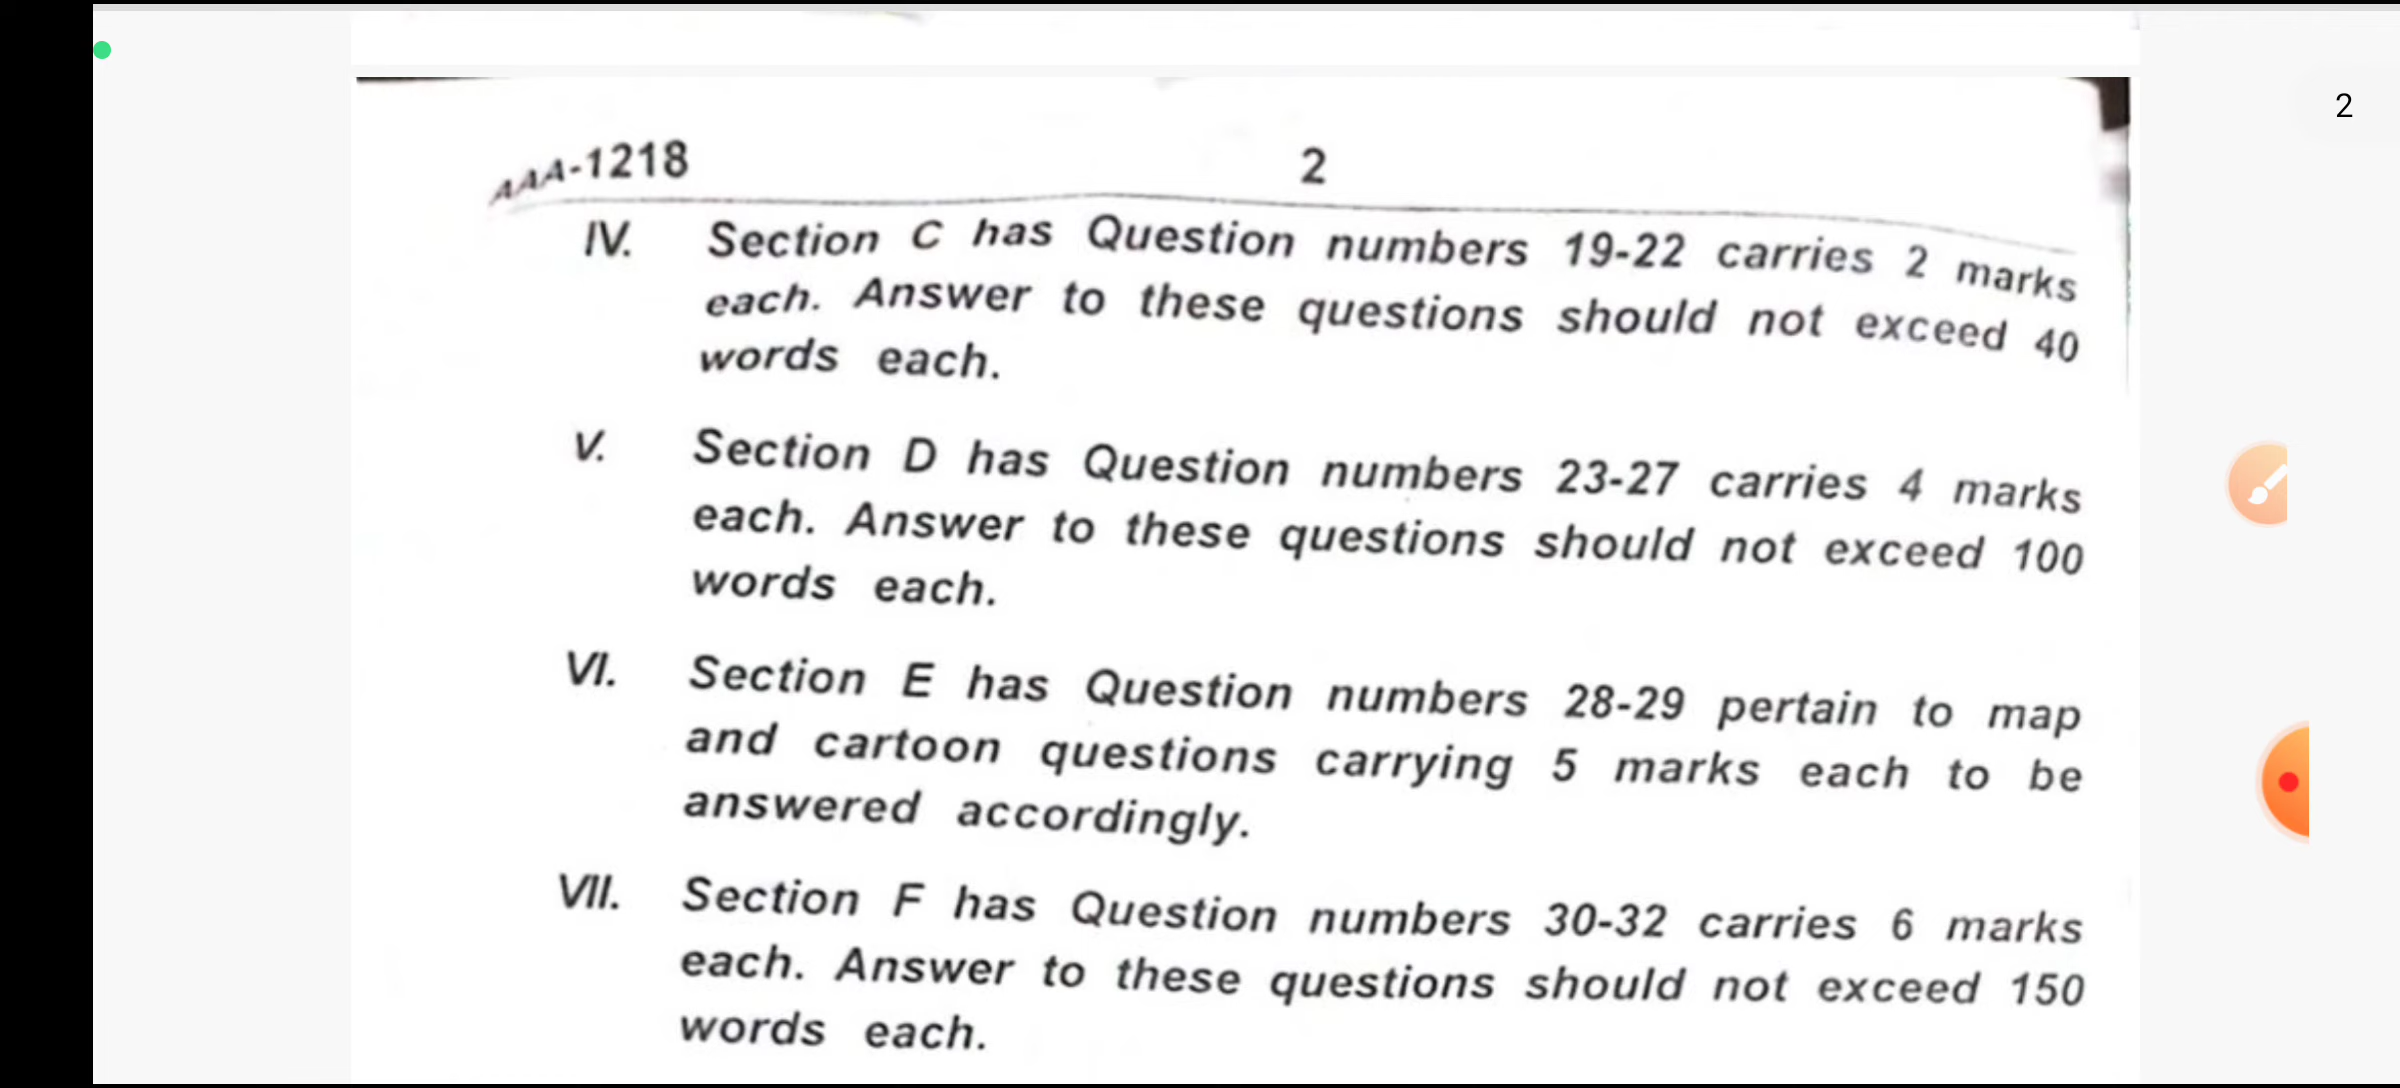 2
AAA-1218 2
IV. Section C has Question numbers 19-22 carries 2 marks
each. Answer to these questions should not exceed 40
words each.
V. Section D has Question numbers 23-27 carries 4 marks
each. Answer to these questions should not exceed 100
words each.
VI. Section E has Question numbers 28-29 pertain to map
and cartoon questions carrying 5 marks each to be
answered accordingly.
VII. Section F has Question numbers 30-32 carries 6 marks
each. Answer to these questions should not exceed 150
words each.